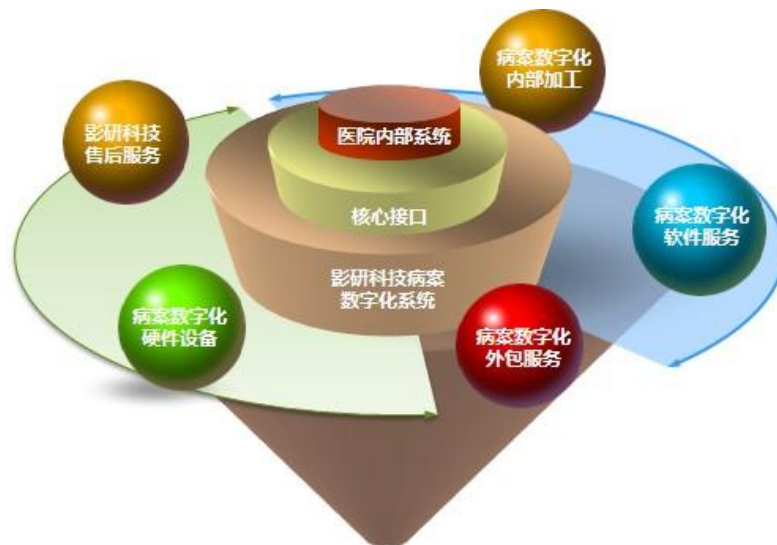 病案数字化
内部加工
影研科技
售后服务
医院内部系统
核心接口
病案数字化
软件服务
影研科技病案
数字化系统
病案数字化
硬件设备
病案数字化
外包服务